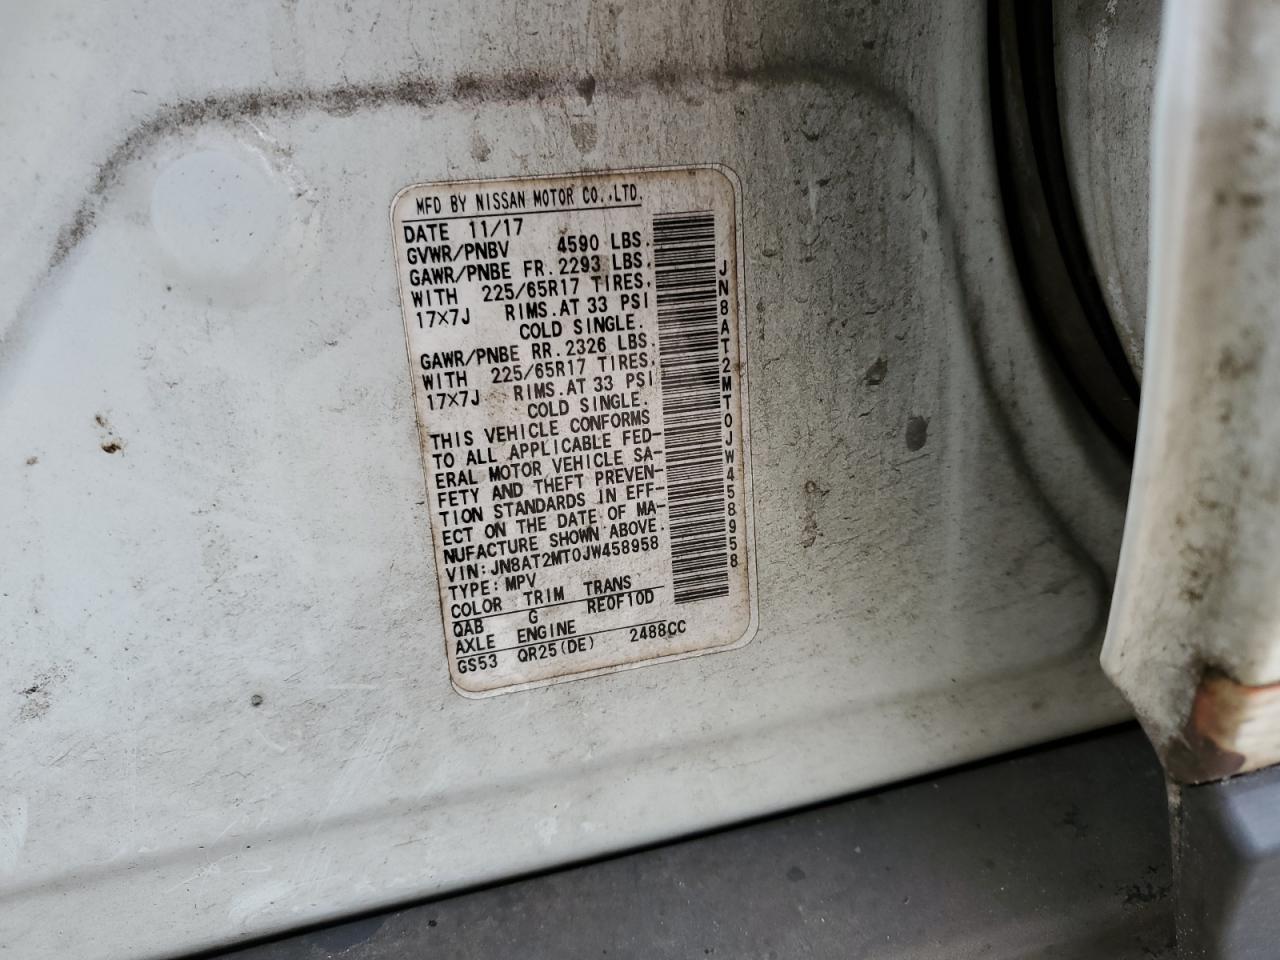 MFD BY NISSAN MOTOR CO.,LTD.
DATE 11/17
GVWR/PNBV 4590 LBS.
GAWR/PNBE FR. 2293 LBS.
WITH 225/65R17 TIRES.
17×7J RIMS.AT 33 PSI
COLD SINGLE.
GAWR/PNBE RR. 2326 LBS.
WITH 225/65R17 TIRES.
17×7J RIMS.AT 33 PSI
COLD SINGLE.
THIS VEHICLE CONFORMS
TO ALL APPLICABLE FED-
ERAL MOTOR VEHICLE SA-
FETY AND THEFT PREVEN-
TION STANDARDS IN EFF-
ECT ON THE DATE OF MA-
NUFACTURE SHOWN ABOVE.
VIN: JN8AT2MT0JW458958
TYPE: MPV
COLOR TRIM TRANS
QAB G RE0F10D
AXLE ENGINE
GS53 QR25(DE) 2488CC
JN8AT2MT0JW458958